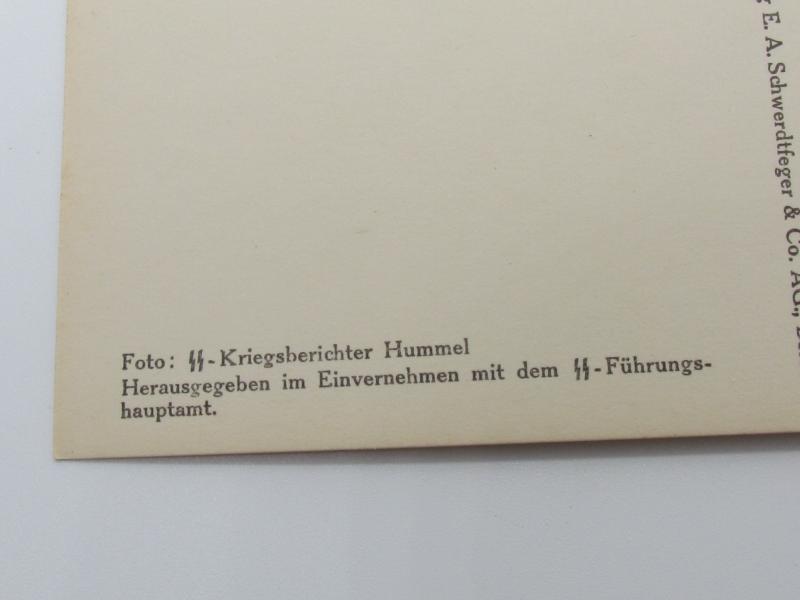 Foto: ᛋᛋ-Kriegsberichter Hummel
Herausgegeben im Einvernehmen mit dem ᛋᛋ-Führungs-
hauptamt.
E. A. Schwerdtfeger & Co. AG.,